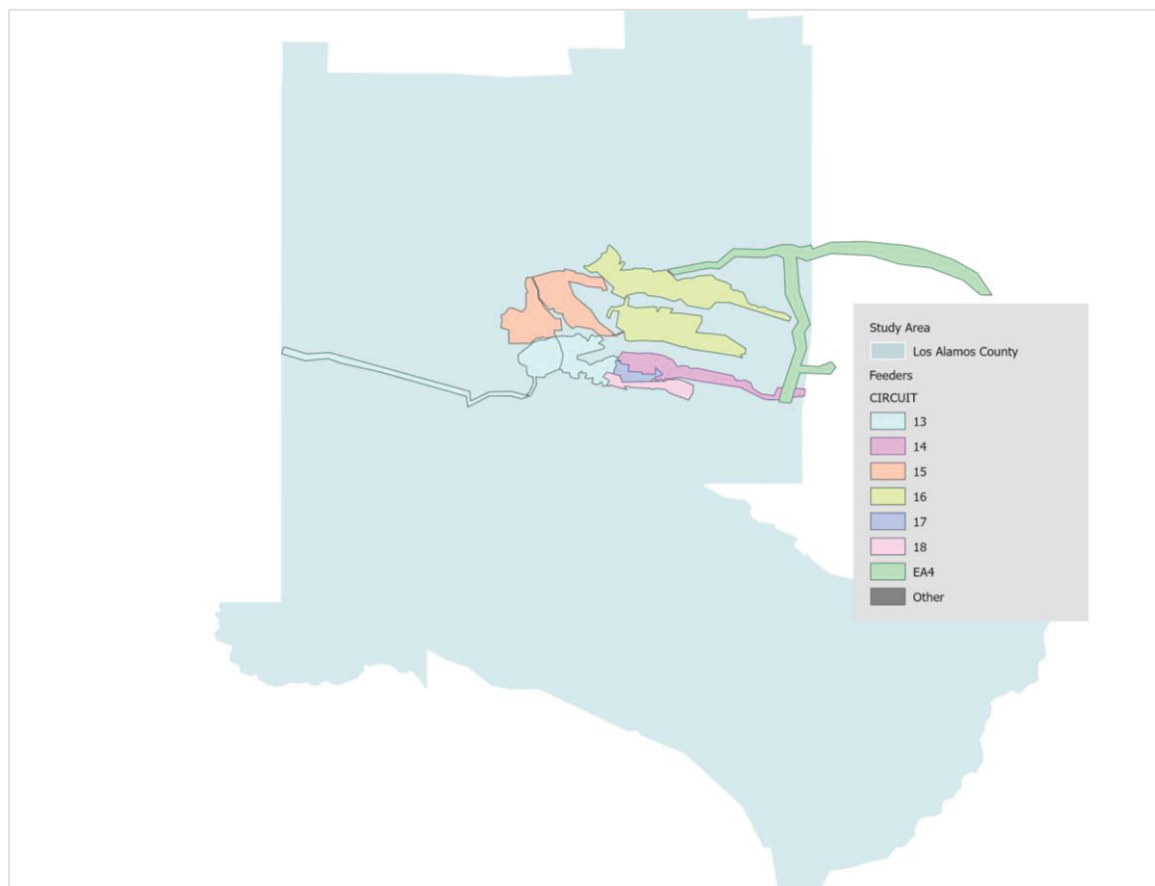 Study Area
Los Alamos County
Feeders
CIRCUIT
13
14
15
16
17
18
EA4
Other